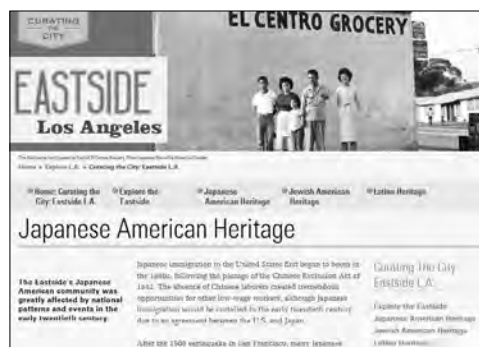 CURATING
THE
CITY
EL CENTRO GROCERY
EASTSIDE
Los Angeles
Home » Explore L.A. » Curating the City: Eastside L.A.
Home: Curating the
City: Eastside L.A.
Explore the
Eastside
Japanese
American Heritage
Jewish American
Heritage
Latino Heritage
Japanese American Heritage
The Eastside's Japanese
American community was
greatly affected by national
patterns and events in the
early twentieth century.
Japanese immigration to the United States first began to boom in
the 1880s, following the passage of the Chinese Exclusion Act of
1882. The absence of Chinese laborers created tremendous
opportunities for other low-wage workers, although Japanese
immigration would be curtailed in the early twentieth century
due to an agreement between the U.S. and Japan.
After the 1906 earthquake in San Francisco, many Japanese
Curating The City
Eastside L.A.
Explore the Eastside
Japanese American Heritage
Jewish American Heritage
Latino Heritage